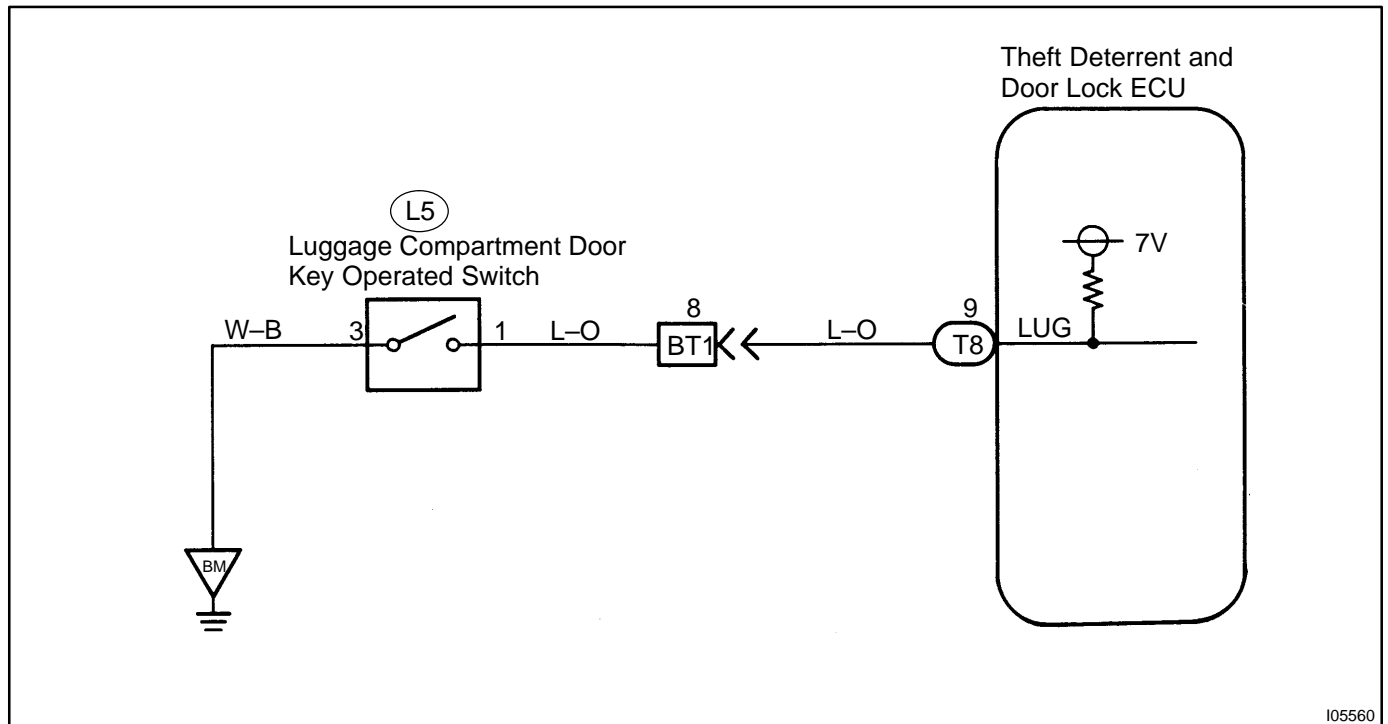 Theft Deterrent and
Door Lock ECU
L5
Luggage Compartment Door
Key Operated Switch
7V
8
9
W–B
3
1
L–O
BT1
L–O
T8
LUG
BM
I05560